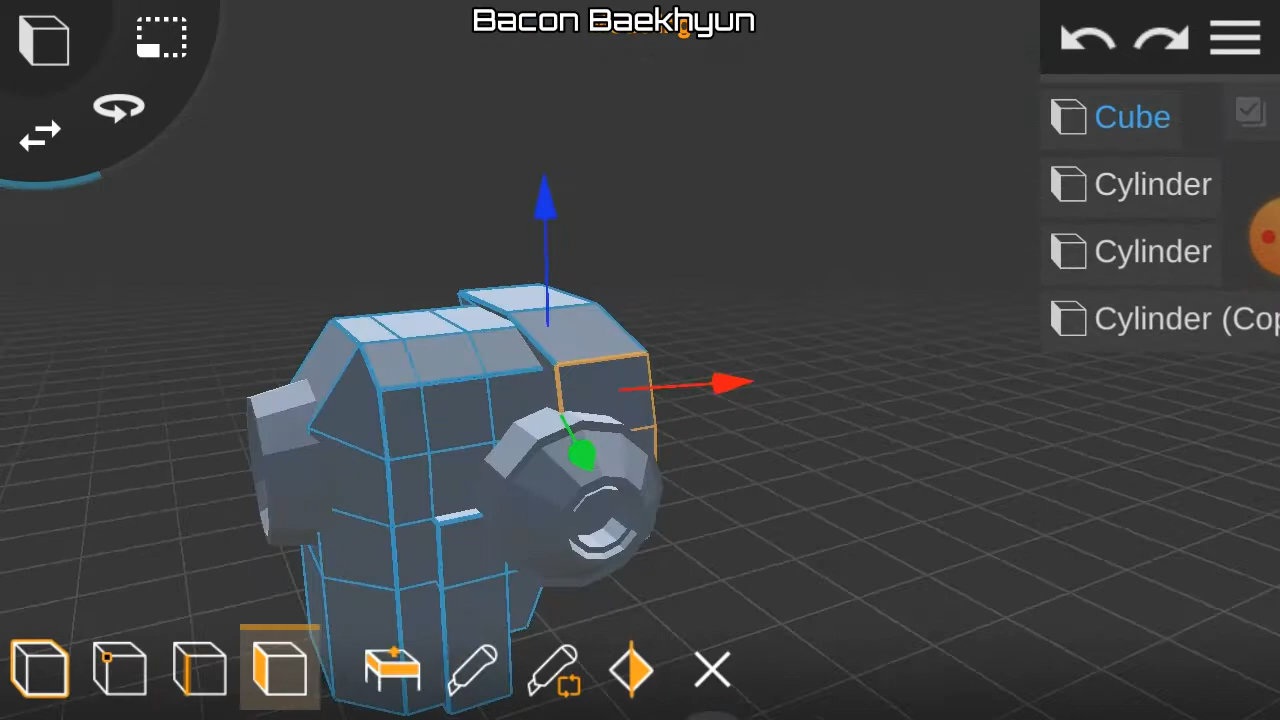 Bacon Baekhyun
Cube
Cylinder
Cylinder
Cylinder (Cop